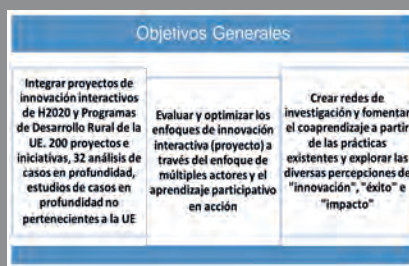 Objetivos Generales
Integrar proyectos de
innovación interactivos
de H2020 y Programas
de Desarrollo Rural de la
UE. 200 proyectos e
iniciativas, 32 análisis de
casos en profundidad,
estudios de casos en
profundidad no
pertenecientes a la UE
Evaluar y optimizar los
enfoques de innovación
interactiva (proyecto) a
través del enfoque de
múltiples actores y el
aprendizaje participativo
en acción
Crear redes de
investigación y fomentar
el coaprendizaje a partir
de las prácticas
existentes y explorar las
diversas percepciones de
"innovación", "éxito" e
"impacto"